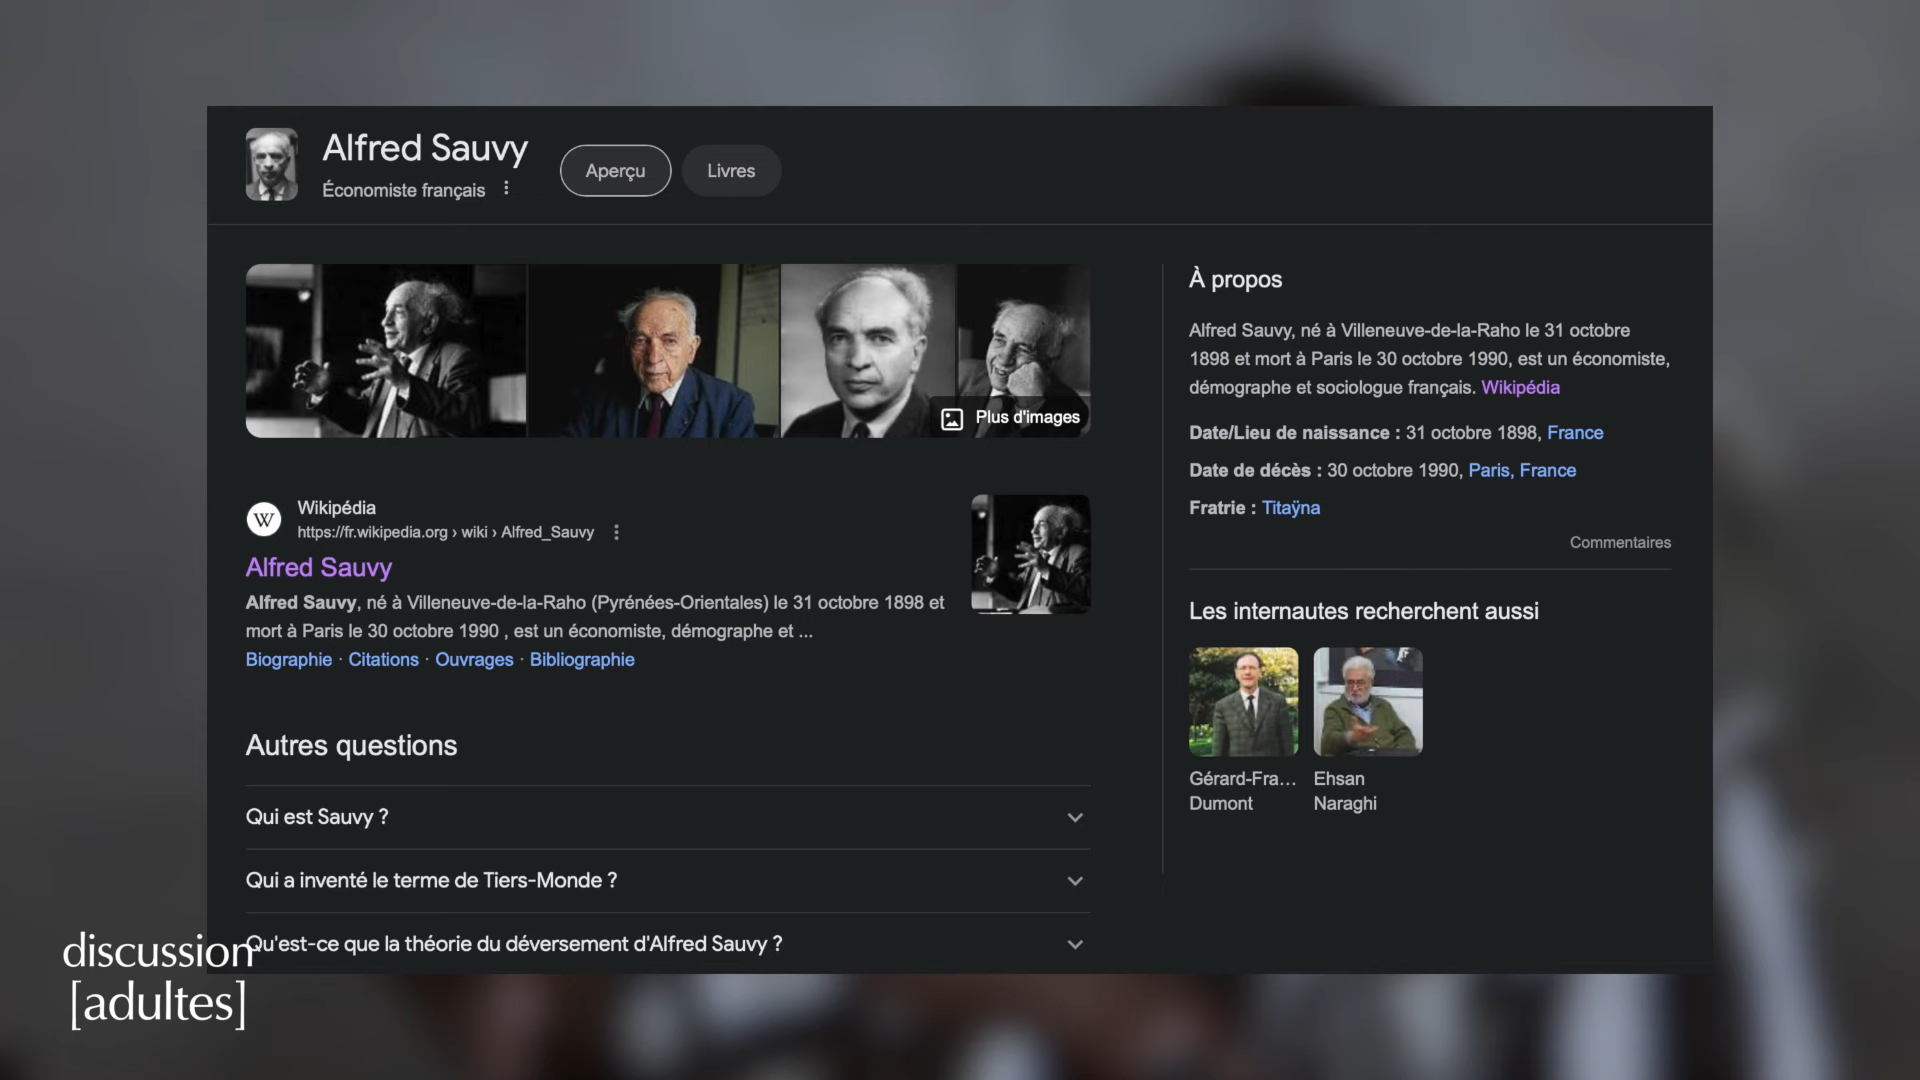 Alfred Sauvy
Économiste français
Aperçu
Livres
Plus d'images
Wikipédia
https://fr.wikipedia.org › wiki › Alfred_Sauvy
Alfred Sauvy
Alfred Sauvy, né à Villeneuve-de-la-Raho (Pyrénées-Orientales) le 31 octobre 1898 et
mort à Paris le 30 octobre 1990 , est un économiste, démographe et ...
Biographie · Citations · Ouvrages · Bibliographie
Autres questions
Qui est Sauvy ?
Qui a inventé le terme de Tiers-Monde ?
Qu'est-ce que la théorie du déversement d'Alfred Sauvy ?
À propos
Alfred Sauvy, né à Villeneuve-de-la-Raho le 31 octobre
1898 et mort à Paris le 30 octobre 1990, est un économiste,
démographe et sociologue français. Wikipédia
Date/Lieu de naissance : 31 octobre 1898, France
Date de décès : 30 octobre 1990, Paris, France
Fratrie : Titaÿna
Commentaires
Les internautes recherchent aussi
Gérard-Fra...
Dumont
Ehsan
Naraghi
discussion
[adultes]